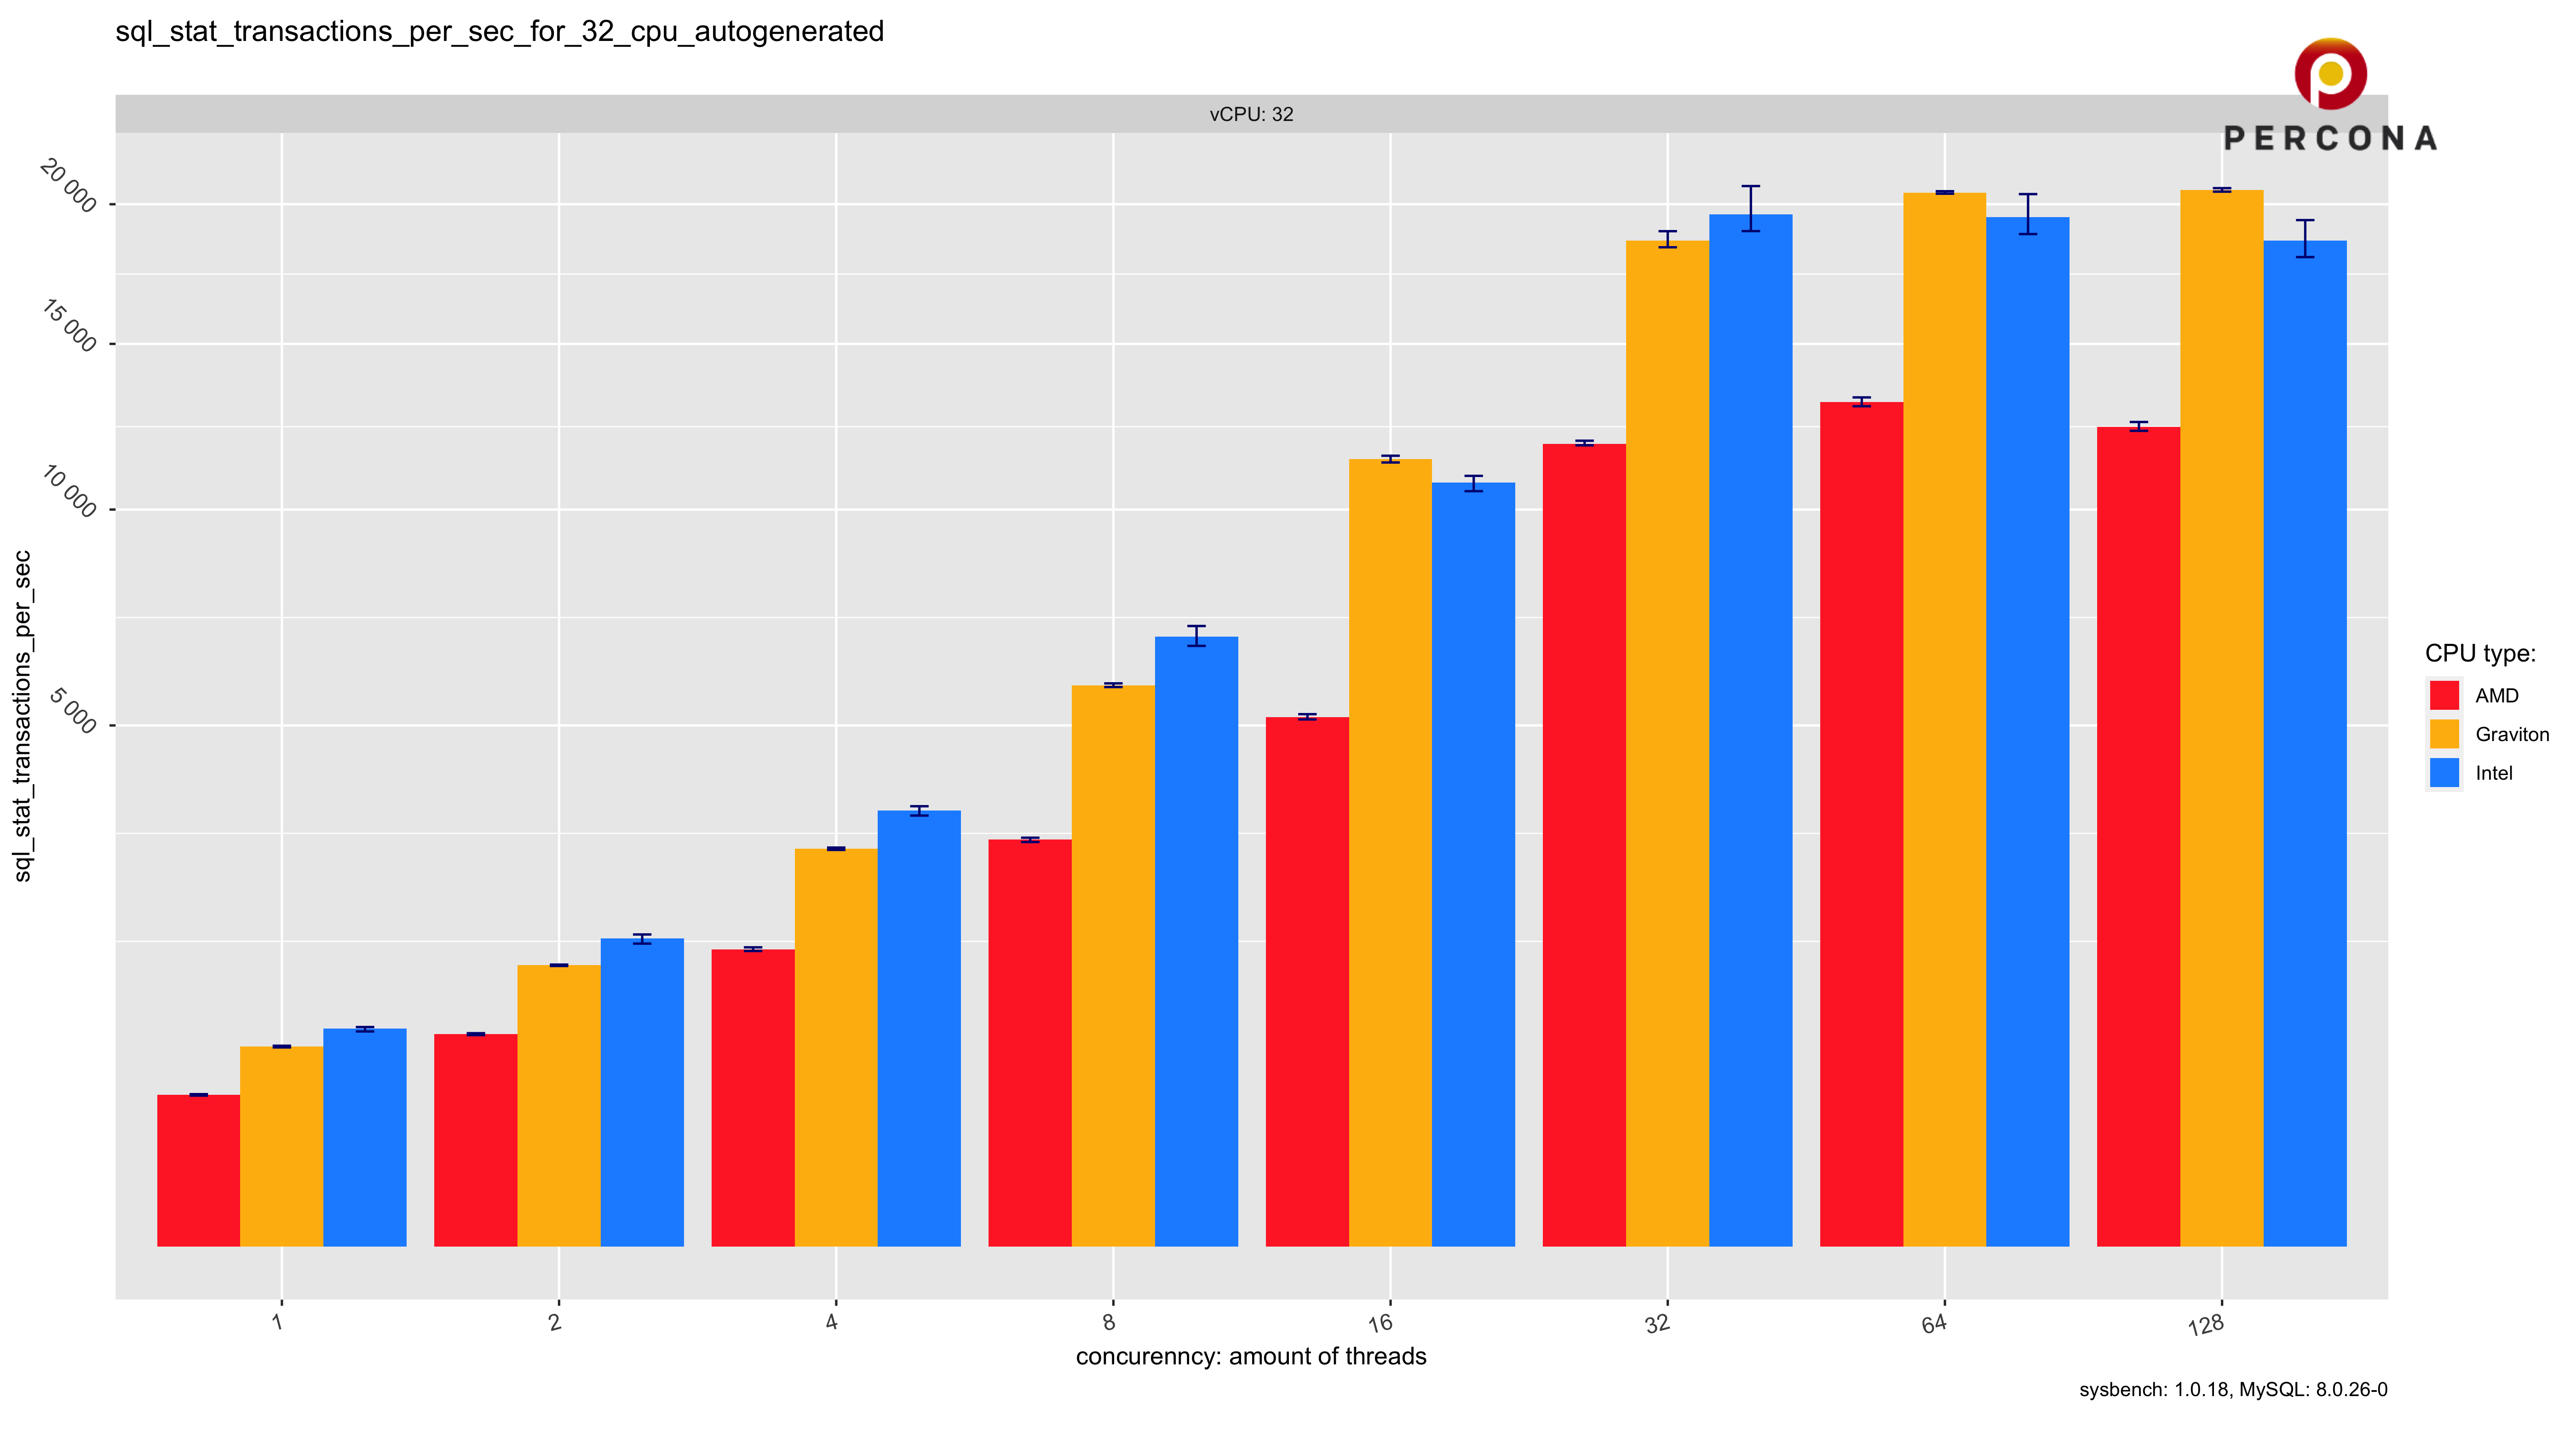 sql_stat_transactions_per_sec_for_32_cpu_autogenerated
PERCONA
vCPU: 32
sql_stat_transactions_per_sec
20 000
15 000
10 000
5 000
1 2 4 8 16 32 64 128
concurenncy: amount of threads
CPU type:
AMD
Graviton
Intel
sysbench: 1.0.18, MySQL: 8.0.26-0